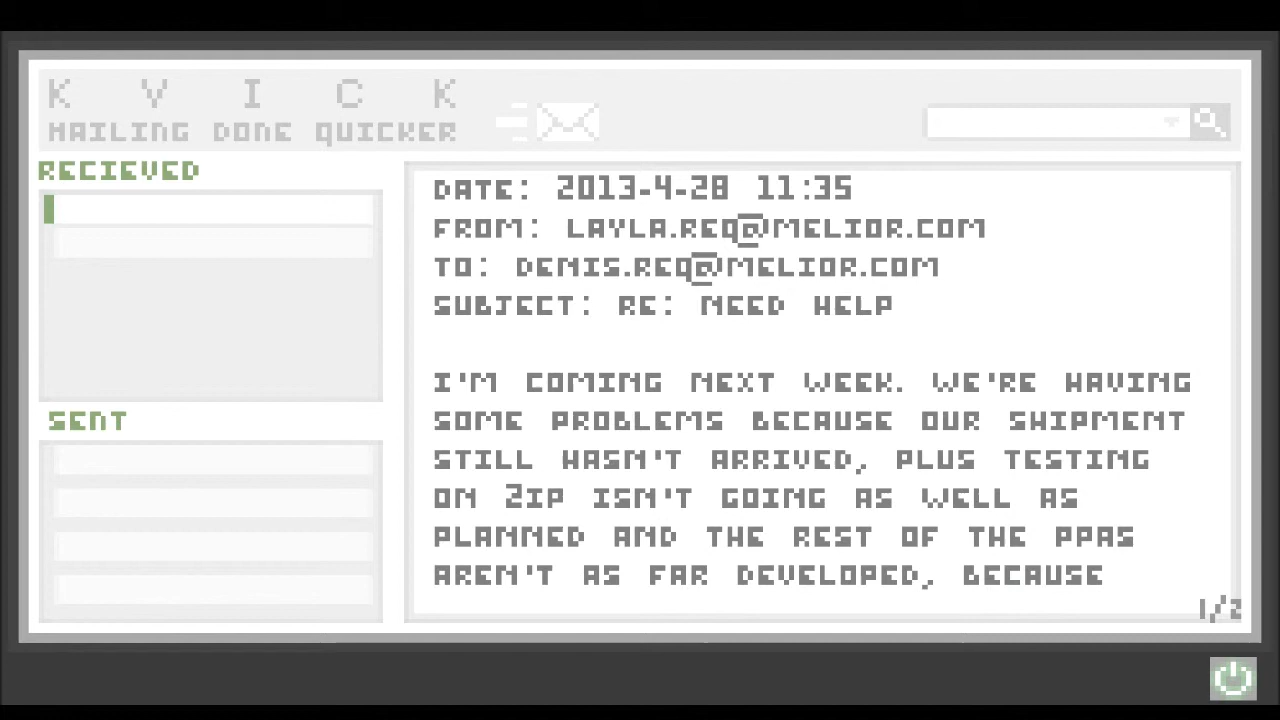 K V I C K
MAILING DONE QUICKER
RECIEVED
SENT
DATE: 2013-4-28 11:35
FROM: LAYLA.REQ@MELIOR.COM
TO: DENIS.REQ@MELIOR.COM
SUBJECT: RE: NEED HELP
I'M COMING NEXT WEEK. WE'RE HAVING
SOME PROBLEMS BECAUSE OUR SHIPMENT
STILL HASN'T ARRIVED, PLUS TESTING
ON ZIP ISN'T GOING AS WELL AS
PLANNED AND THE REST OF THE PPAS
AREN'T AS FAR DEVELOPED, BECAUSE
1/2